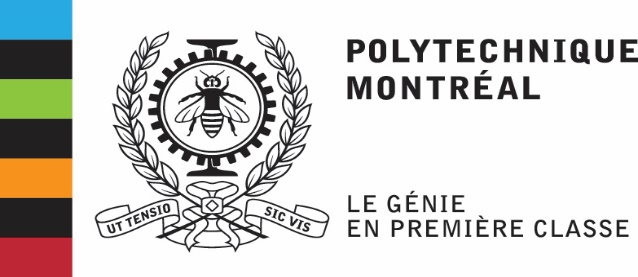 POLYTECHNIQUE
MONTRÉAL
UT TENSIO SIC VIS
LE GÉNIE
EN PREMIÈRE CLASSE